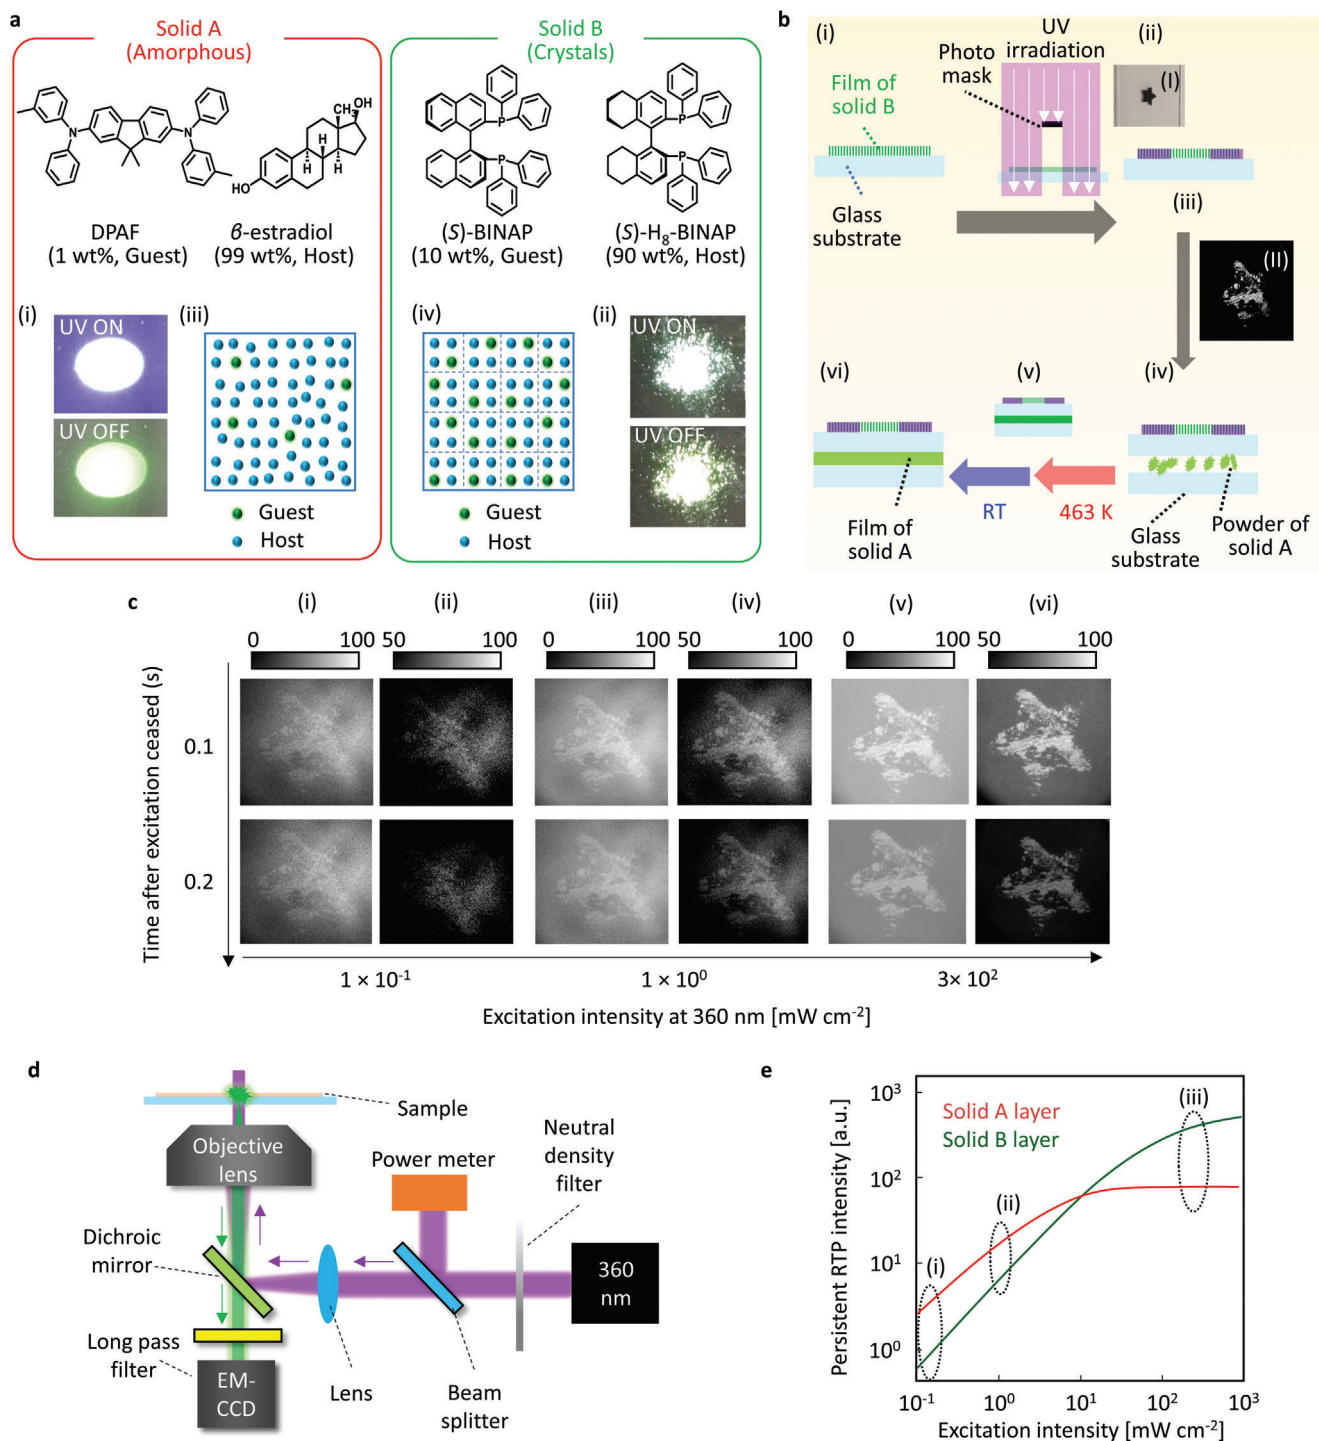 a
Solid A
(Amorphous)
Solid B
(Crystals)
N
N
CH₃
OH
H
H
H
HO
P
P
P
P
DPAF
(1 wt%, Guest)
β-estradiol
(99 wt%, Host)
(S)-BINAP
(10 wt%, Guest)
(S)-H₈-BINAP
(90 wt%, Host)
(i)
UV ON
UV OFF
(iii)
Guest
Host
(iv)
Guest
Host
(ii)
UV ON
UV OFF
b
(i)
Film of
solid B
Glass
substrate
UV
irradiation
Photo
mask
(ii)
(I)
(iii)
(II)
(iv)
Glass
substrate
Powder of
solid A
463 K
(v)
RT
(vi)
Film of
solid A
c
(i)
(ii)
(iii)
(iv)
(v)
(vi)
0 100
50 100
0 100
50 100
0 100
50 100
Time after excitation ceased (s)
0.1
0.2
1 × 10⁻¹
1 × 10⁰
3× 10²
Excitation intensity at 360 nm [mW cm⁻²]
d
Sample
Objective
lens
Power meter
Neutral
density
filter
Dichroic
mirror
360
nm
Long pass
filter
EM-
CCD
Lens
Beam
splitter
e
Persistent RTP intensity [a.u.]
10³
10²
10¹
10⁰
Solid A layer
Solid B layer
(i)
(ii)
(iii)
10⁻¹
10⁰
10¹
10²
10³
Excitation intensity [mW cm⁻²]